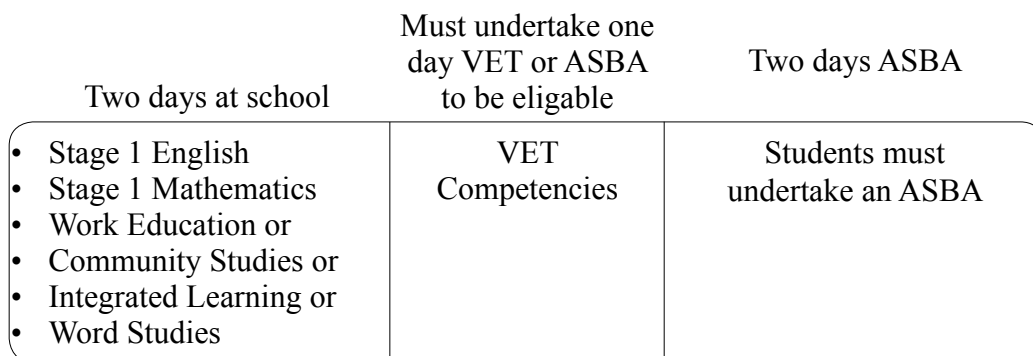 Two days at school
Must undertake one
day VET or ASBA
to be eligable
Two days ASBA
• Stage 1 English
• Stage 1 Mathematics
• Work Education or
• Community Studies or
• Integrated Learning or
• Word Studies
VET
Competencies
Students must
undertake an ASBA